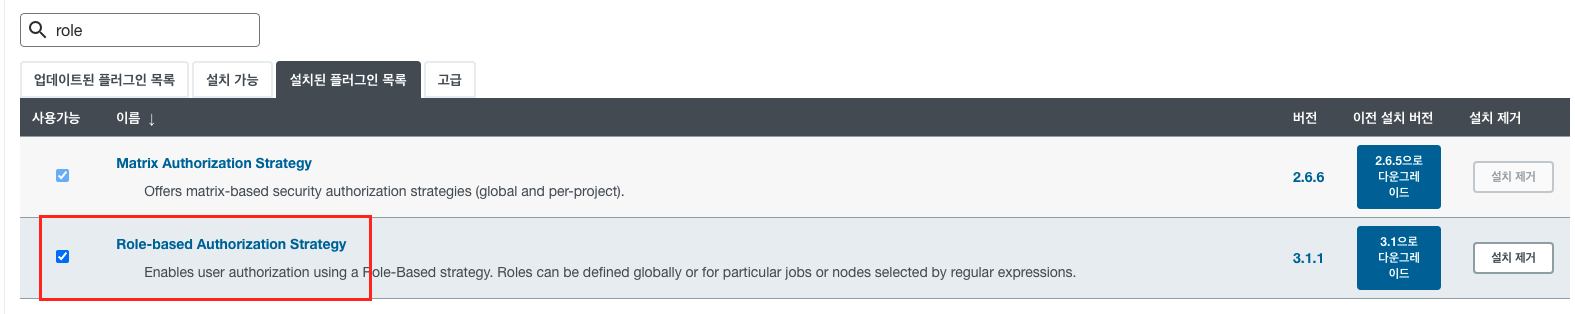 role
업데이트된 플러그인 목록 설치 가능 설치된 플러그인 목록 고급
사용가능 이름 ↓ 버전 이전 설치 버전 설치 제거
Matrix Authorization Strategy
Offers matrix-based security authorization strategies (global and per-project).
2.6.6
2.6.5으로
다운그레
이드
설치 제거
Role-based Authorization Strategy
Enables user authorization using a Role-Based strategy. Roles can be defined globally or for particular jobs or nodes selected by regular expressions.
3.1.1
3.1으로
다운그레
이드
설치 제거